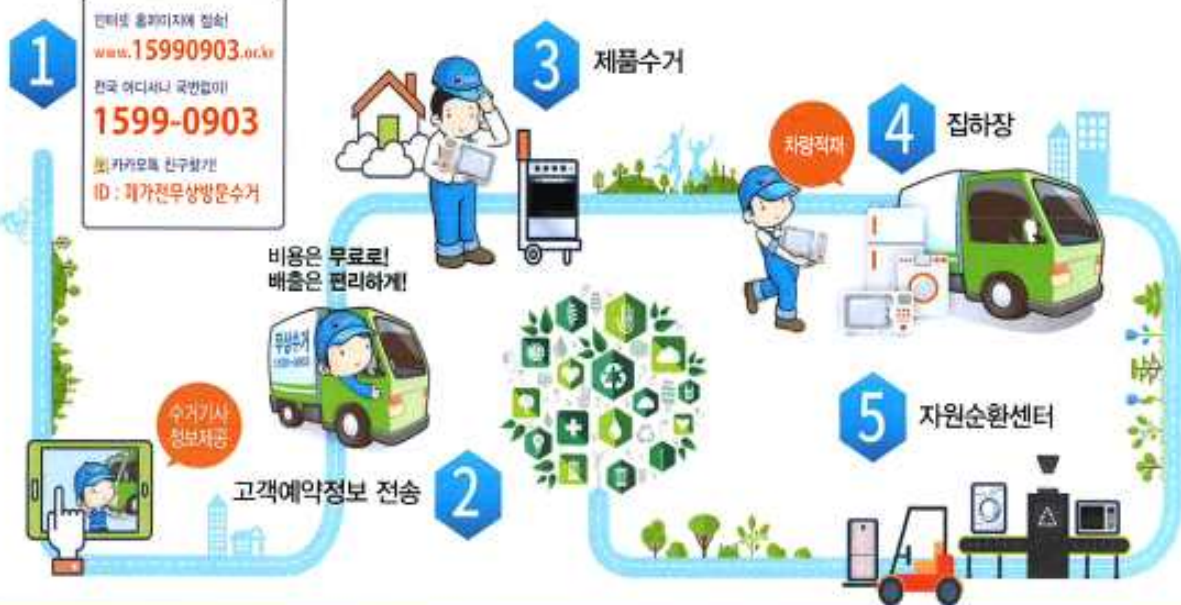 1
인터넷 홈페이지에 접속!
www.15990903.or.kr
전국 어디서나 국번없이!
1599-0903
카카오톡 친구찾기!
ID : 폐가전무상방문수거
3
제품수거
차량적재
4
집하장
비용은 무료로!
배출은 편리하게!
무상수거
1599-0903
수거기사
정보제공
고객예약정보 전송
2
5
자원순환센터